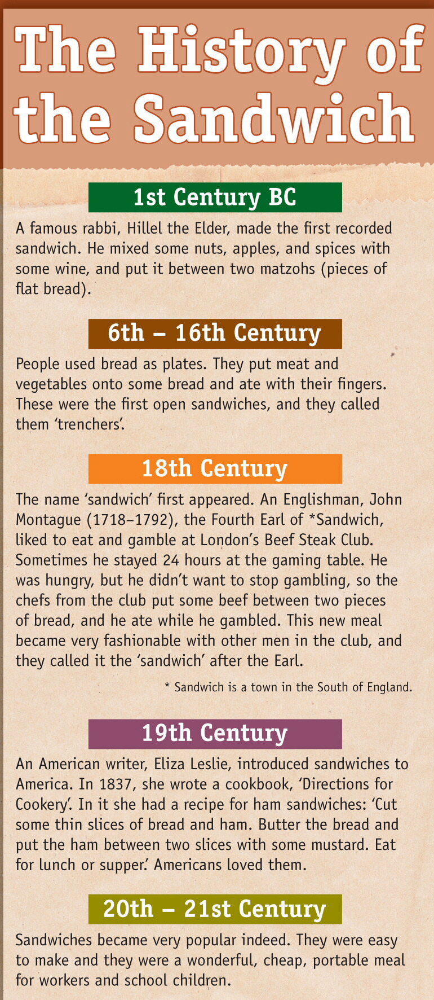 The History of
the Sandwich
1st Century BC
A famous rabbi, Hillel the Elder, made the first recorded
sandwich. He mixed some nuts, apples, and spices with
some wine, and put it between two matzohs (pieces of
flat bread).
6th – 16th Century
People used bread as plates. They put meat and
vegetables onto some bread and ate with their fingers.
These were the first open sandwiches, and they called
them ‘trenchers’.
18th Century
The name ‘sandwich’ first appeared. An Englishman, John
Montague (1718–1792), the Fourth Earl of *Sandwich,
liked to eat and gamble at London’s Beef Steak Club.
Sometimes he stayed 24 hours at the gaming table. He
was hungry, but he didn’t want to stop gambling, so the
chefs from the club put some beef between two pieces
of bread, and he ate while he gambled. This new meal
became very fashionable with other men in the club, and
they called it the ‘sandwich’ after the Earl.
* Sandwich is a town in the South of England.
19th Century
An American writer, Eliza Leslie, introduced sandwiches to
America. In 1837, she wrote a cookbook, ‘Directions for
Cookery’. In it she had a recipe for ham sandwiches: ‘Cut
some thin slices of bread and ham. Butter the bread and
put the ham between two slices with some mustard. Eat
for lunch or supper.’ Americans loved them.
20th – 21st Century
Sandwiches became very popular indeed. They were easy
to make and they were a wonderful, cheap, portable meal
for workers and school children.